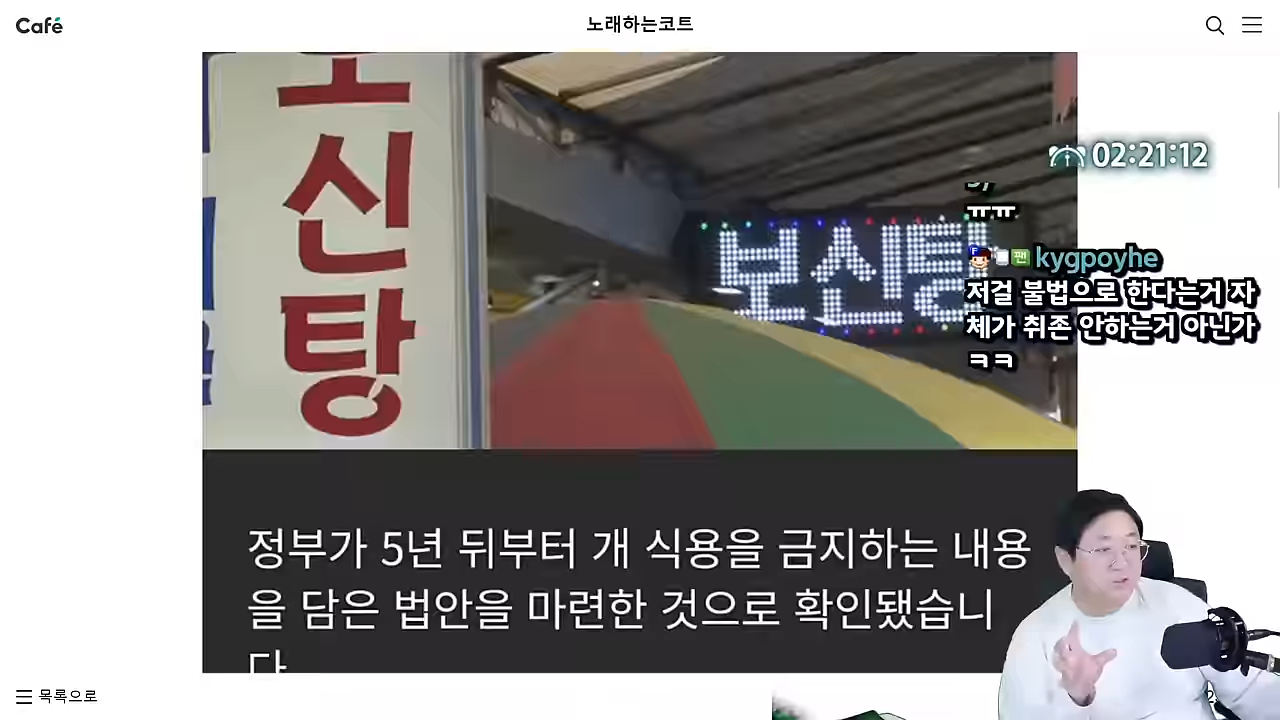 Café
노래하는코트
보신탕
보신탕
02:21:12
ㅠㅠ
팬 kygpoyhe
저걸 불법으로 한다는거 자
체가 취존 안하는거 아닌가
ㅋㅋ
정부가 5년 뒤부터 개 식용을 금지하는 내용
을 담은 법안을 마련한 것으로 확인됐습니
다
목록으로